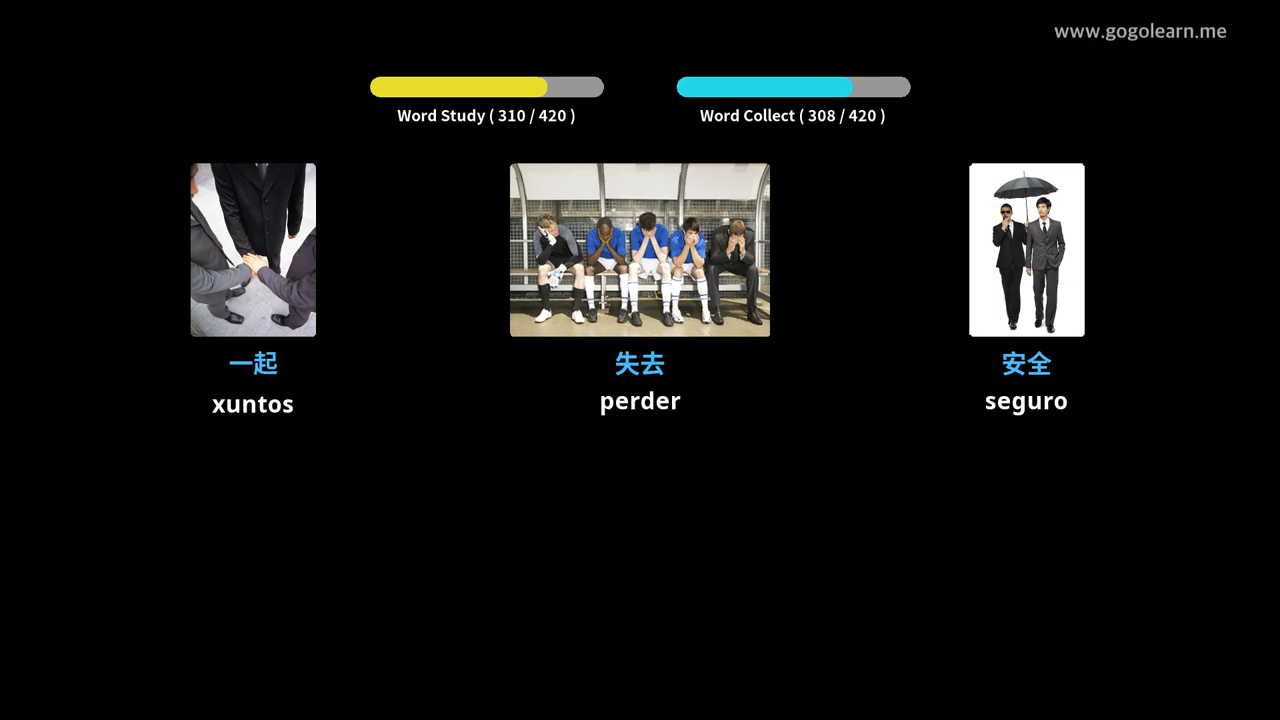 www.gogolearn.me
Word Study ( 310 / 420 )
Word Collect ( 308 / 420 )
一起
失去
安全
xuntos
perder
seguro